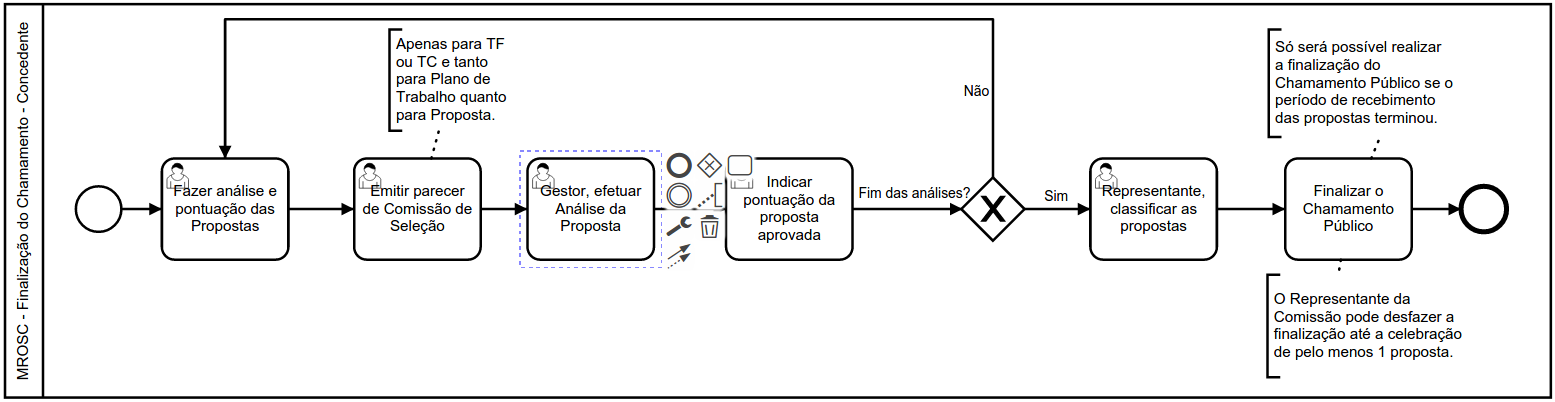 MROSC - Finalização do Chamamento - Concedente
Apenas para TF
ou TC e tanto
para Plano de
Trabalho quanto
para Proposta.
Não
Só será possível realizar
a finalização do
Chamamento Público se o
período de recebimento
das propostas terminou.
Fazer análise e
pontuação das
Propostas
Emitir parecer
de Comissão de
Seleção
Gestor, efetuar
Análise da
Proposta
Indicar
pontuação da
proposta
aprovada
Fim das análises?
Sim
Representante,
classificar as
propostas
Finalizar o
Chamamento
Público
O Representante da
Comissão pode desfazer a
finalização até a celebração
de pelo menos 1 proposta.